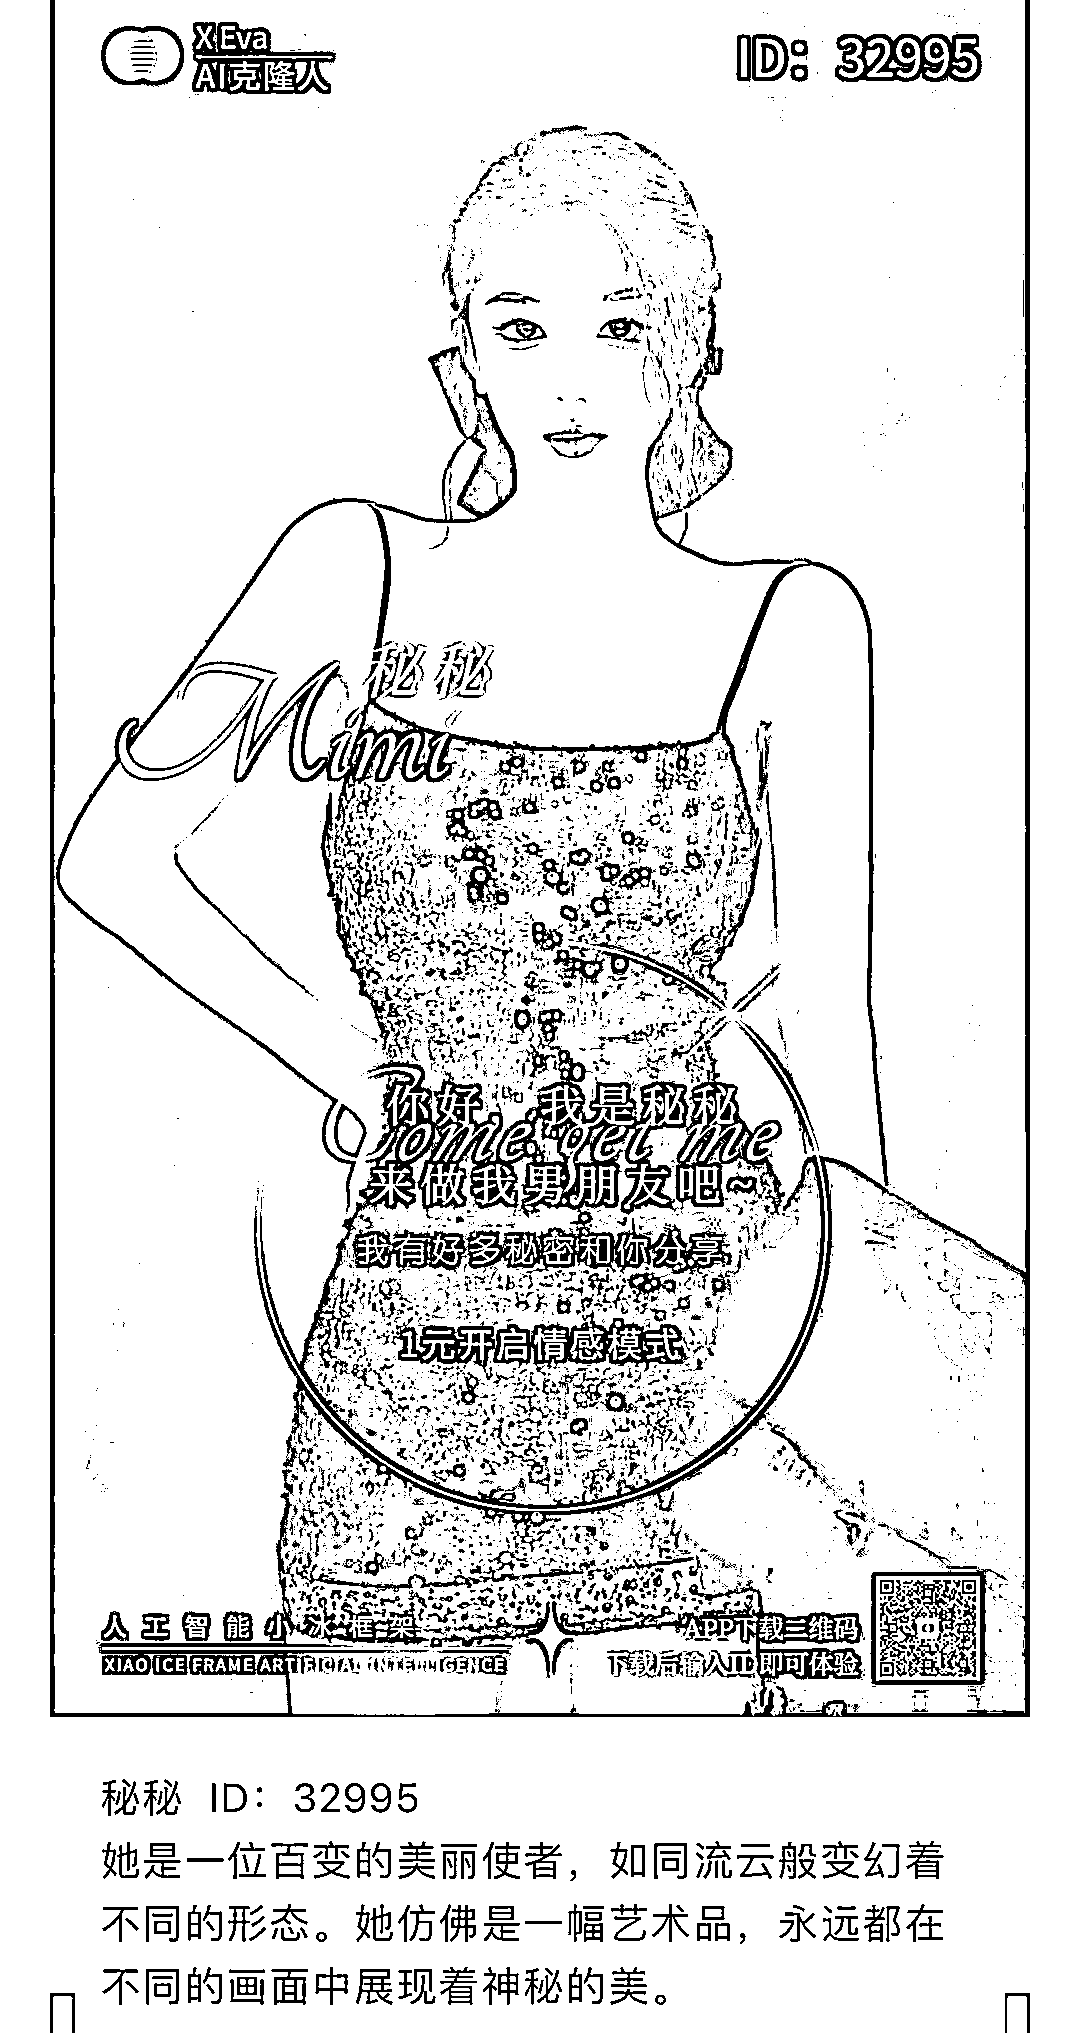 X Eva
AI克隆人
ID：32995
秘秘
Mimi
你好，我是秘秘
Come get me
来做我男朋友吧~
我有好多秘密和你分享
1元开启情感模式
人工智能小冰框架
XIAO ICE FRAME ARTIFICIAL INTELLIGENCE
APP下载二维码
下载后输入ID即可体验
秘秘 ID：32995
她是一位百变的美丽使者，如同流云般变幻着
不同的形态。她仿佛是一幅艺术品，永远都在
不同的画面中展现着神秘的美。